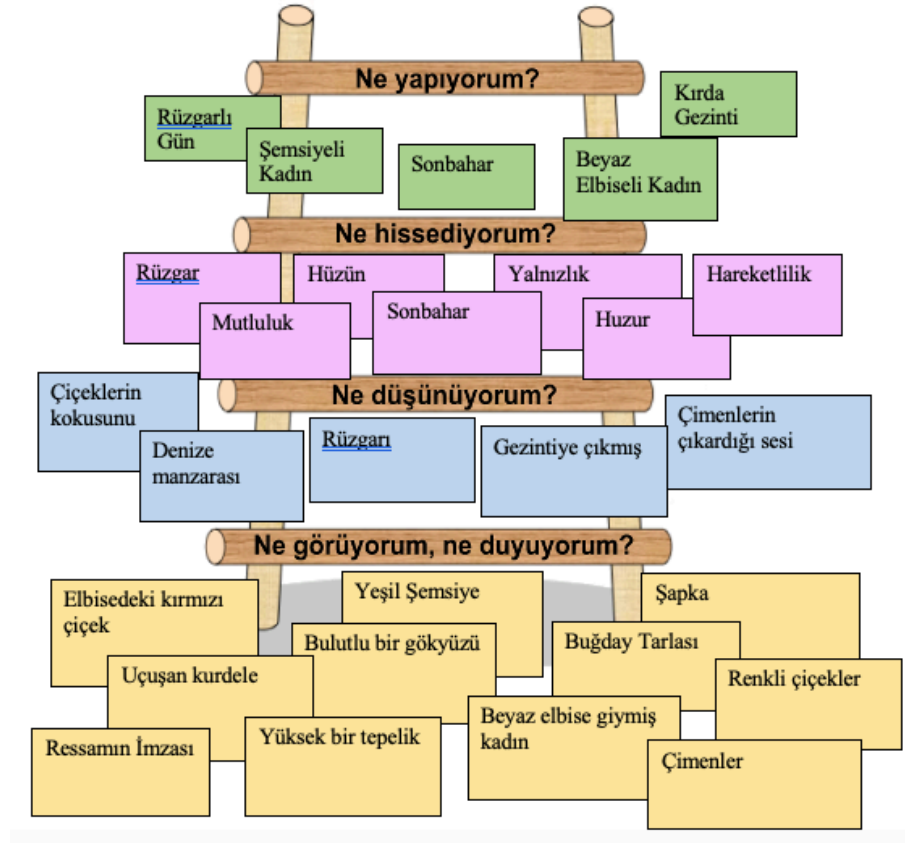 Ne yapıyorum?
Rüzgarlı
Gün
Şemsiyeli
Kadın
Sonbahar
Beyaz
Elbiseli Kadın
Kırda
Gezinti
Ne hissediyorum?
Rüzgar
Mutluluk
Hüzün
Sonbahar
Yalnızlık
Huzur
Hareketlilik
Ne düşünüyorum?
Çiçeklerin
kokusunu
Denize
manzarası
Rüzgarı
Gezintiye çıkmış
Çimenlerin
çıkardığı sesi
Ne görüyorum, ne duyuyorum?
Elbisedeki kırmızı
çiçek
Yeşil Şemsiye
Şapka
Bulutlu bir gökyüzü
Buğday Tarlası
Uçuşan kurdele
Renkli çiçekler
Ressamın İmzası
Yüksek bir tepelik
Beyaz elbise giymiş
kadın
Çimenler